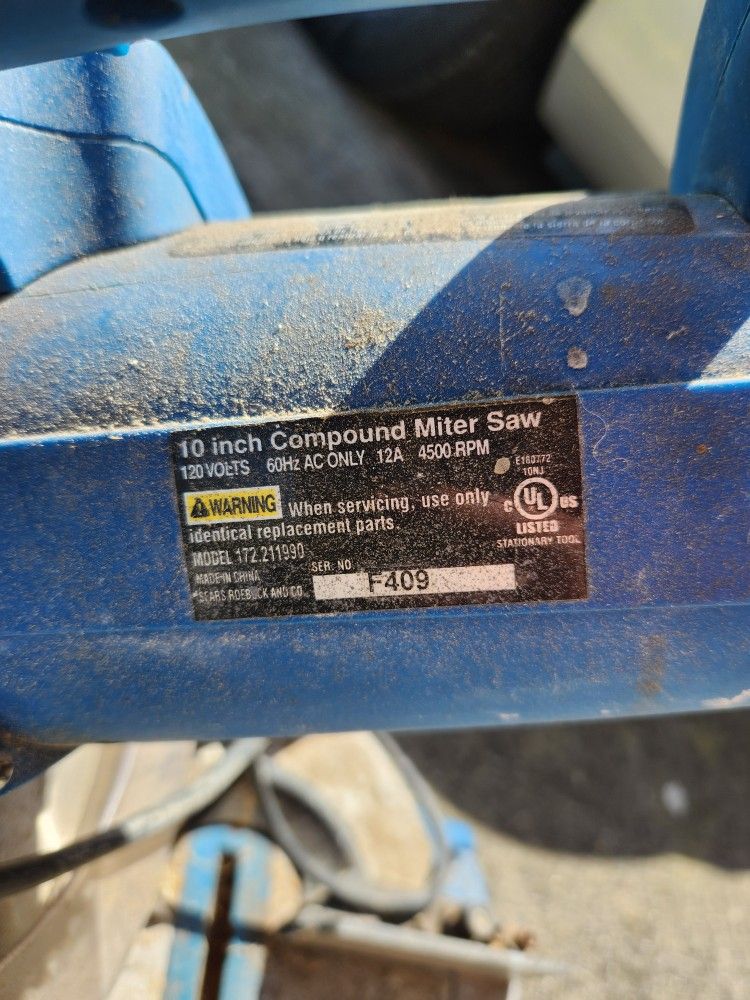 10 inch Compound Miter Saw
120 VOLTS 60Hz AC ONLY 12A 4500 RPM
E180772
10NJ
WARNING When servicing, use only
identical replacement parts.
C UL US
LISTED
STATIONARY TOOL
MODEL 172.211990
MADE IN CHINA
SER. NO
F409
SEARS ROEBUCK AND CO.